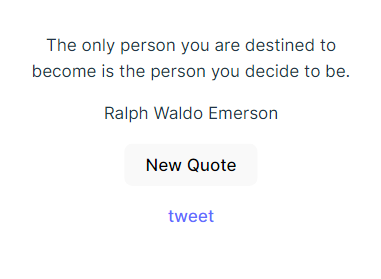 The only person you are destined to
become is the person you decide to be.
Ralph Waldo Emerson
New Quote
tweet